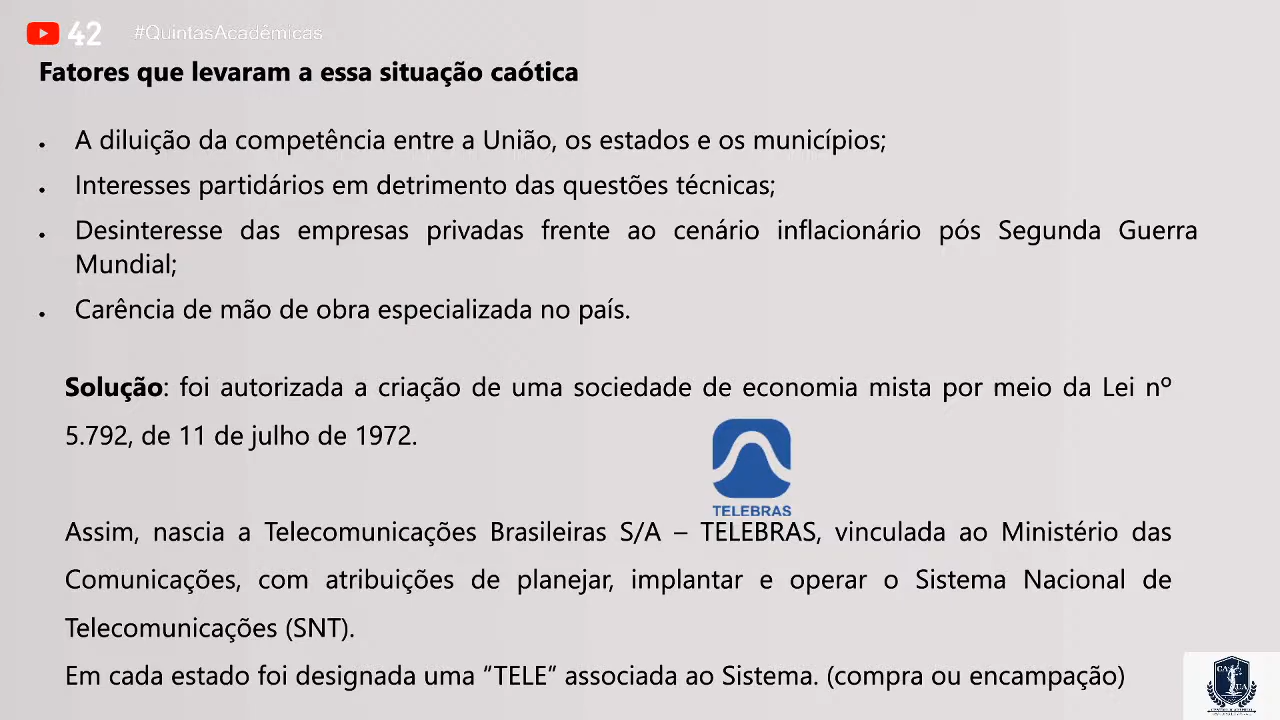 42 #QuintasAcadêmicas
Fatores que levaram a essa situação caótica
• A diluição da competência entre a União, os estados e os municípios;
• Interesses partidários em detrimento das questões técnicas;
• Desinteresse das empresas privadas frente ao cenário inflacionário pós Segunda Guerra
Mundial;
• Carência de mão de obra especializada no país.
Solução: foi autorizada a criação de uma sociedade de economia mista por meio da Lei nº
5.792, de 11 de julho de 1972.
TELEBRAS
Assim, nascia a Telecomunicações Brasileiras S/A – TELEBRAS, vinculada ao Ministério das
Comunicações, com atribuições de planejar, implantar e operar o Sistema Nacional de
Telecomunicações (SNT).
Em cada estado foi designada uma “TELE” associada ao Sistema. (compra ou encampação)